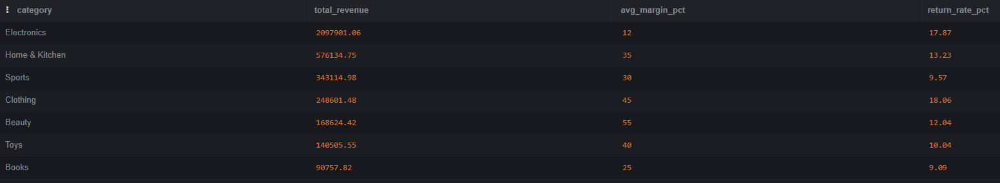 category total_revenue avg_margin_pct return_rate_pct
Electronics 2097901.06 12 17.87
Home & Kitchen 576134.75 35 13.23
Sports 343114.98 30 9.57
Clothing 248601.48 45 18.06
Beauty 168624.42 55 12.04
Toys 140505.55 40 10.04
Books 90757.82 25 9.09